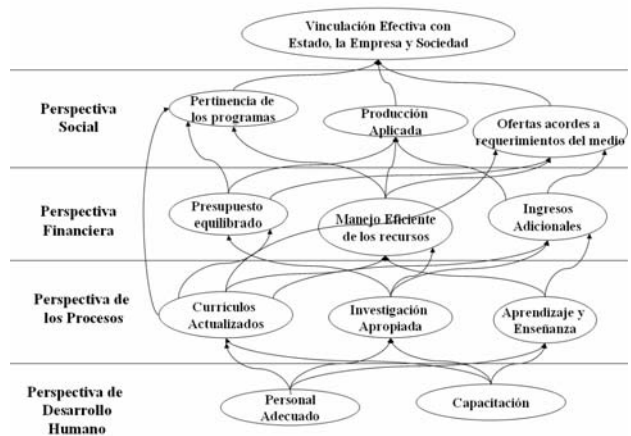 Vinculación Efectiva con
Estado, la Empresa y Sociedad
Perspectiva
Social
Pertinencia de
los programas
Producción
Aplicada
Ofertas acordes a
requerimientos del medio
Perspectiva
Financiera
Presupuesto
equilibrado
Manejo Eficiente
de los recursos
Ingresos
Adicionales
Perspectiva de
los Procesos
Currículos
Actualizados
Investigación
Apropiada
Aprendizaje y
Enseñanza
Perspectiva de
Desarrollo
Humano
Personal
Adecuado
Capacitación